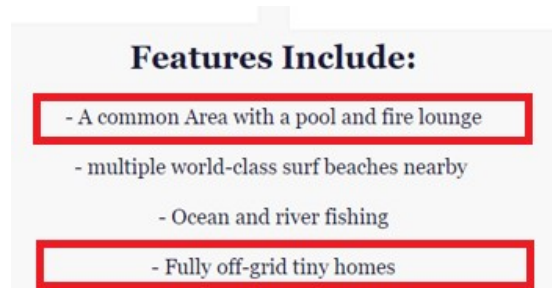 Features Include:
- A common Area with a pool and fire lounge
- multiple world-class surf beaches nearby
- Ocean and river fishing
- Fully off-grid tiny homes